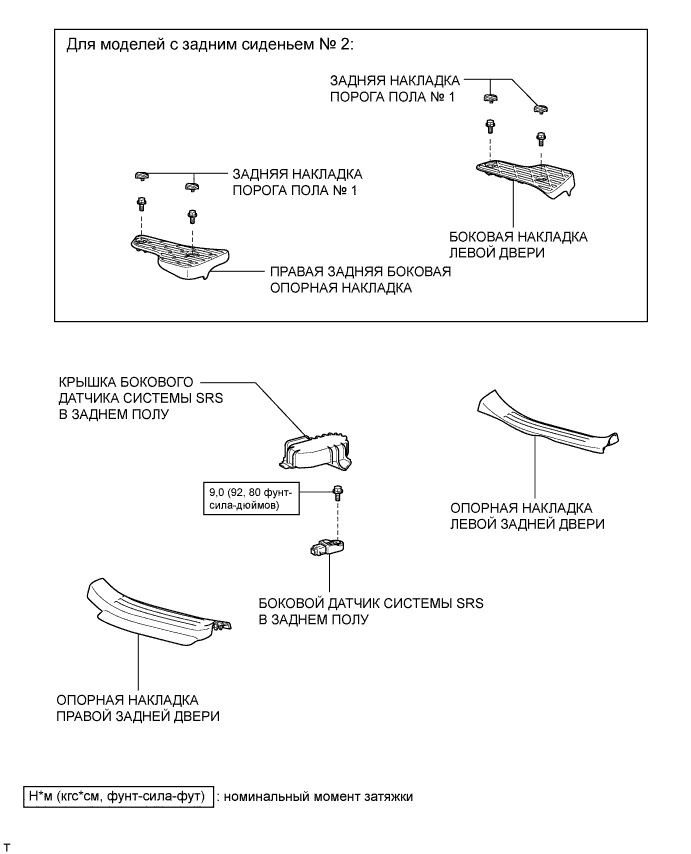 Для моделей с задним сиденьем № 2:
ЗАДНЯЯ НАКЛАДКА
ПОРОГА ПОЛА № 1
ЗАДНЯЯ НАКЛАДКА
ПОРОГА ПОЛА № 1
БОКОВАЯ НАКЛАДКА
ЛЕВОЙ ДВЕРИ
ПРАВАЯ ЗАДНЯЯ БОКОВАЯ
ОПОРНАЯ НАКЛАДКА
КРЫШКА БОКОВОГО
ДАТЧИКА СИСТЕМЫ SRS
В ЗАДНЕМ ПОЛУ
9,0 (92, 80 фунт-
сила-дюймов)
ОПОРНАЯ НАКЛАДКА
ЛЕВОЙ ЗАДНЕЙ ДВЕРИ
БОКОВОЙ ДАТЧИК СИСТЕМЫ SRS
В ЗАДНЕМ ПОЛУ
ОПОРНАЯ НАКЛАДКА
ПРАВОЙ ЗАДНЕЙ ДВЕРИ
Н*м (кгс*см, фунт-сила-фут) : номинальный момент затяжки
T